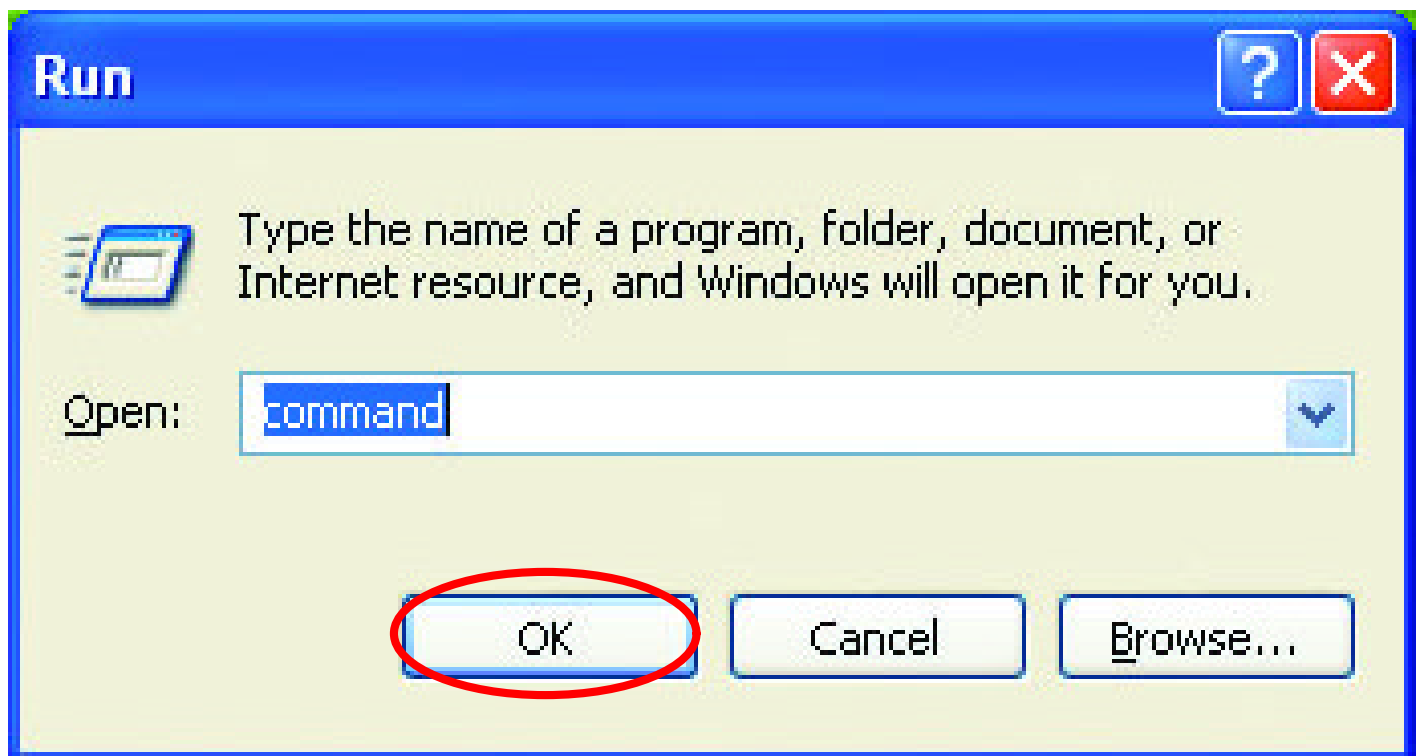 Run
Type the name of a program, folder, document, or
Internet resource, and Windows will open it for you.
Open: command
OK Cancel Browse...